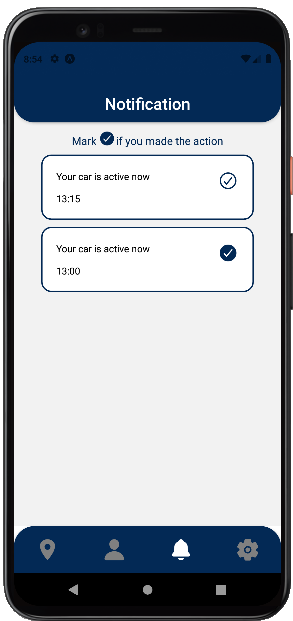 8:54
Notification
Mark if you made the action
Your car is active now
13:15
Your car is active now
13:00